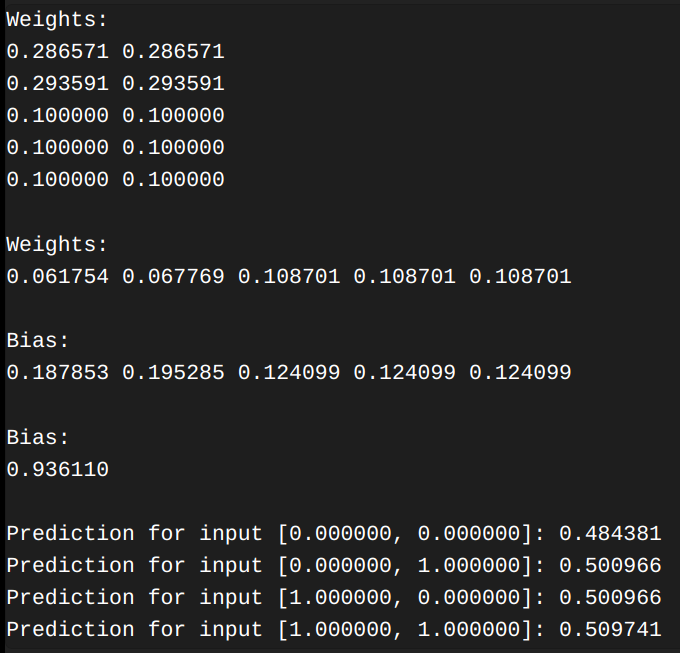 Weights:
0.286571 0.286571
0.293591 0.293591
0.100000 0.100000
0.100000 0.100000
0.100000 0.100000
Weights:
0.061754 0.067769 0.108701 0.108701 0.108701
Bias:
0.187853 0.195285 0.124099 0.124099 0.124099
Bias:
0.936110
Prediction for input [0.000000, 0.000000]: 0.484381
Prediction for input [0.000000, 1.000000]: 0.500966
Prediction for input [1.000000, 0.000000]: 0.500966
Prediction for input [1.000000, 1.000000]: 0.509741